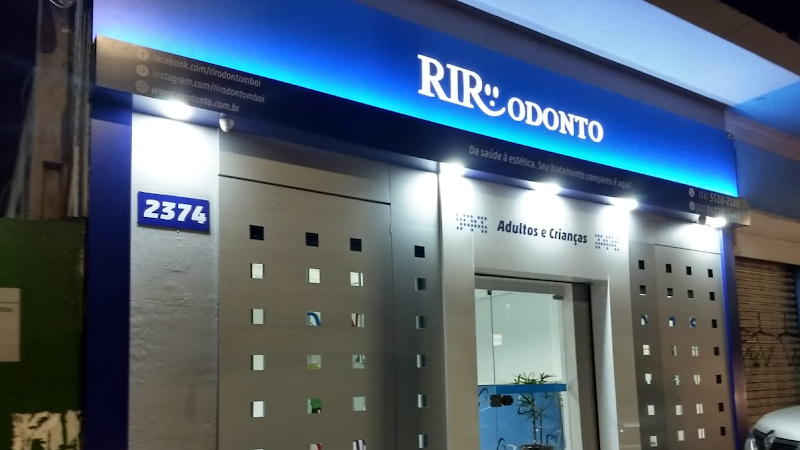 facebook.com/rirodontomboi
instagram.com/rirodontomboi
RIR ODONTO
Da saúde à estética. Seu tratamento completo é aqui!
2374
Adultos e Crianças